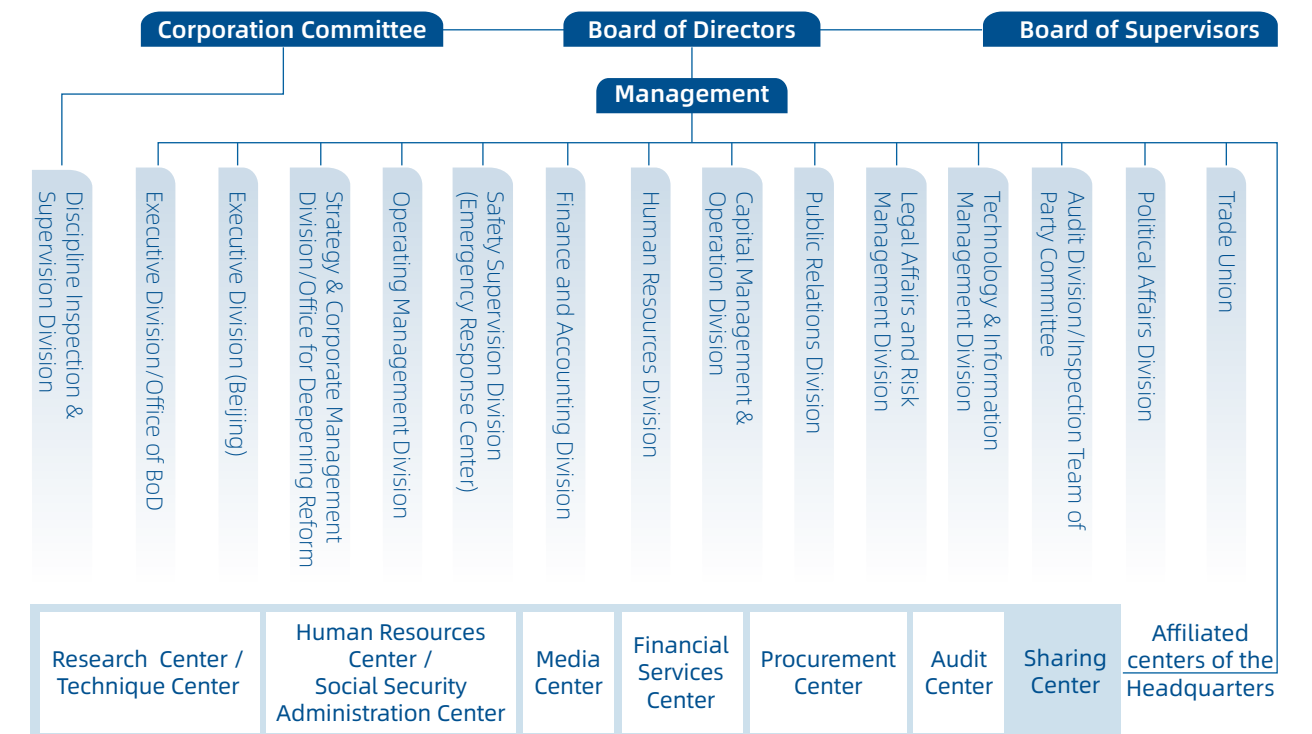 Corporation Committee
Board of Directors
Board of Supervisors
Management
Discipline Inspection &
Supervision Division
Executive Division/Office of BoD
Executive Division (Beijing)
Strategy & Corporate Management
Division/Office for Deepening Reform
Operating Management Division
Safety Supervision Division
(Emergency Response Center)
Finance and Accounting Division
Human Resources Division
Capital Management &
Operation Division
Public Relations Division
Legal Affairs and Risk
Management Division
Technology & Information
Management Division
Audit Division/Inspection Team of
Party Committee
Political Affairs Division
Trade Union
Research Center /
Technique Center
Human Resources
Center /
Social Security
Administration Center
Media
Center
Financial
Services
Center
Procurement
Center
Audit
Center
Sharing
Center
Affiliated
centers of the
Headquarters